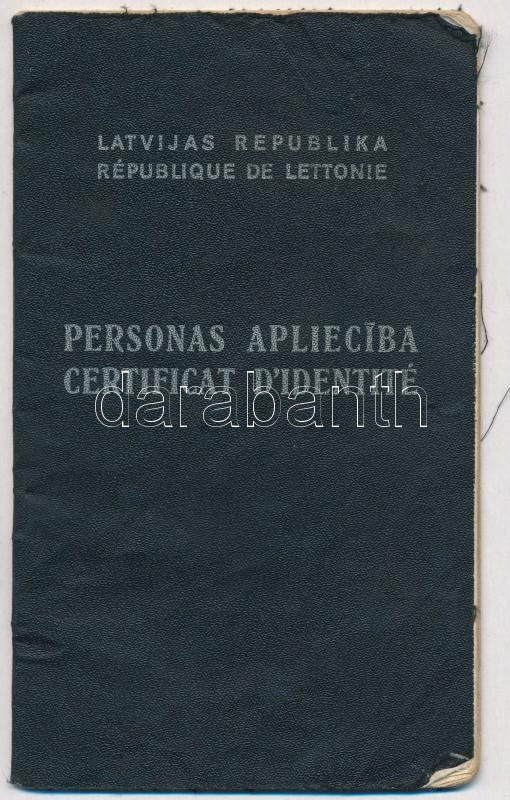 LATVIJAS REPUBLIKA
RÉPUBLIQUE DE LETTONIE
PERSONAS APLIECĪBA
CERTIFICAT D'IDENTITÉ
darabanth